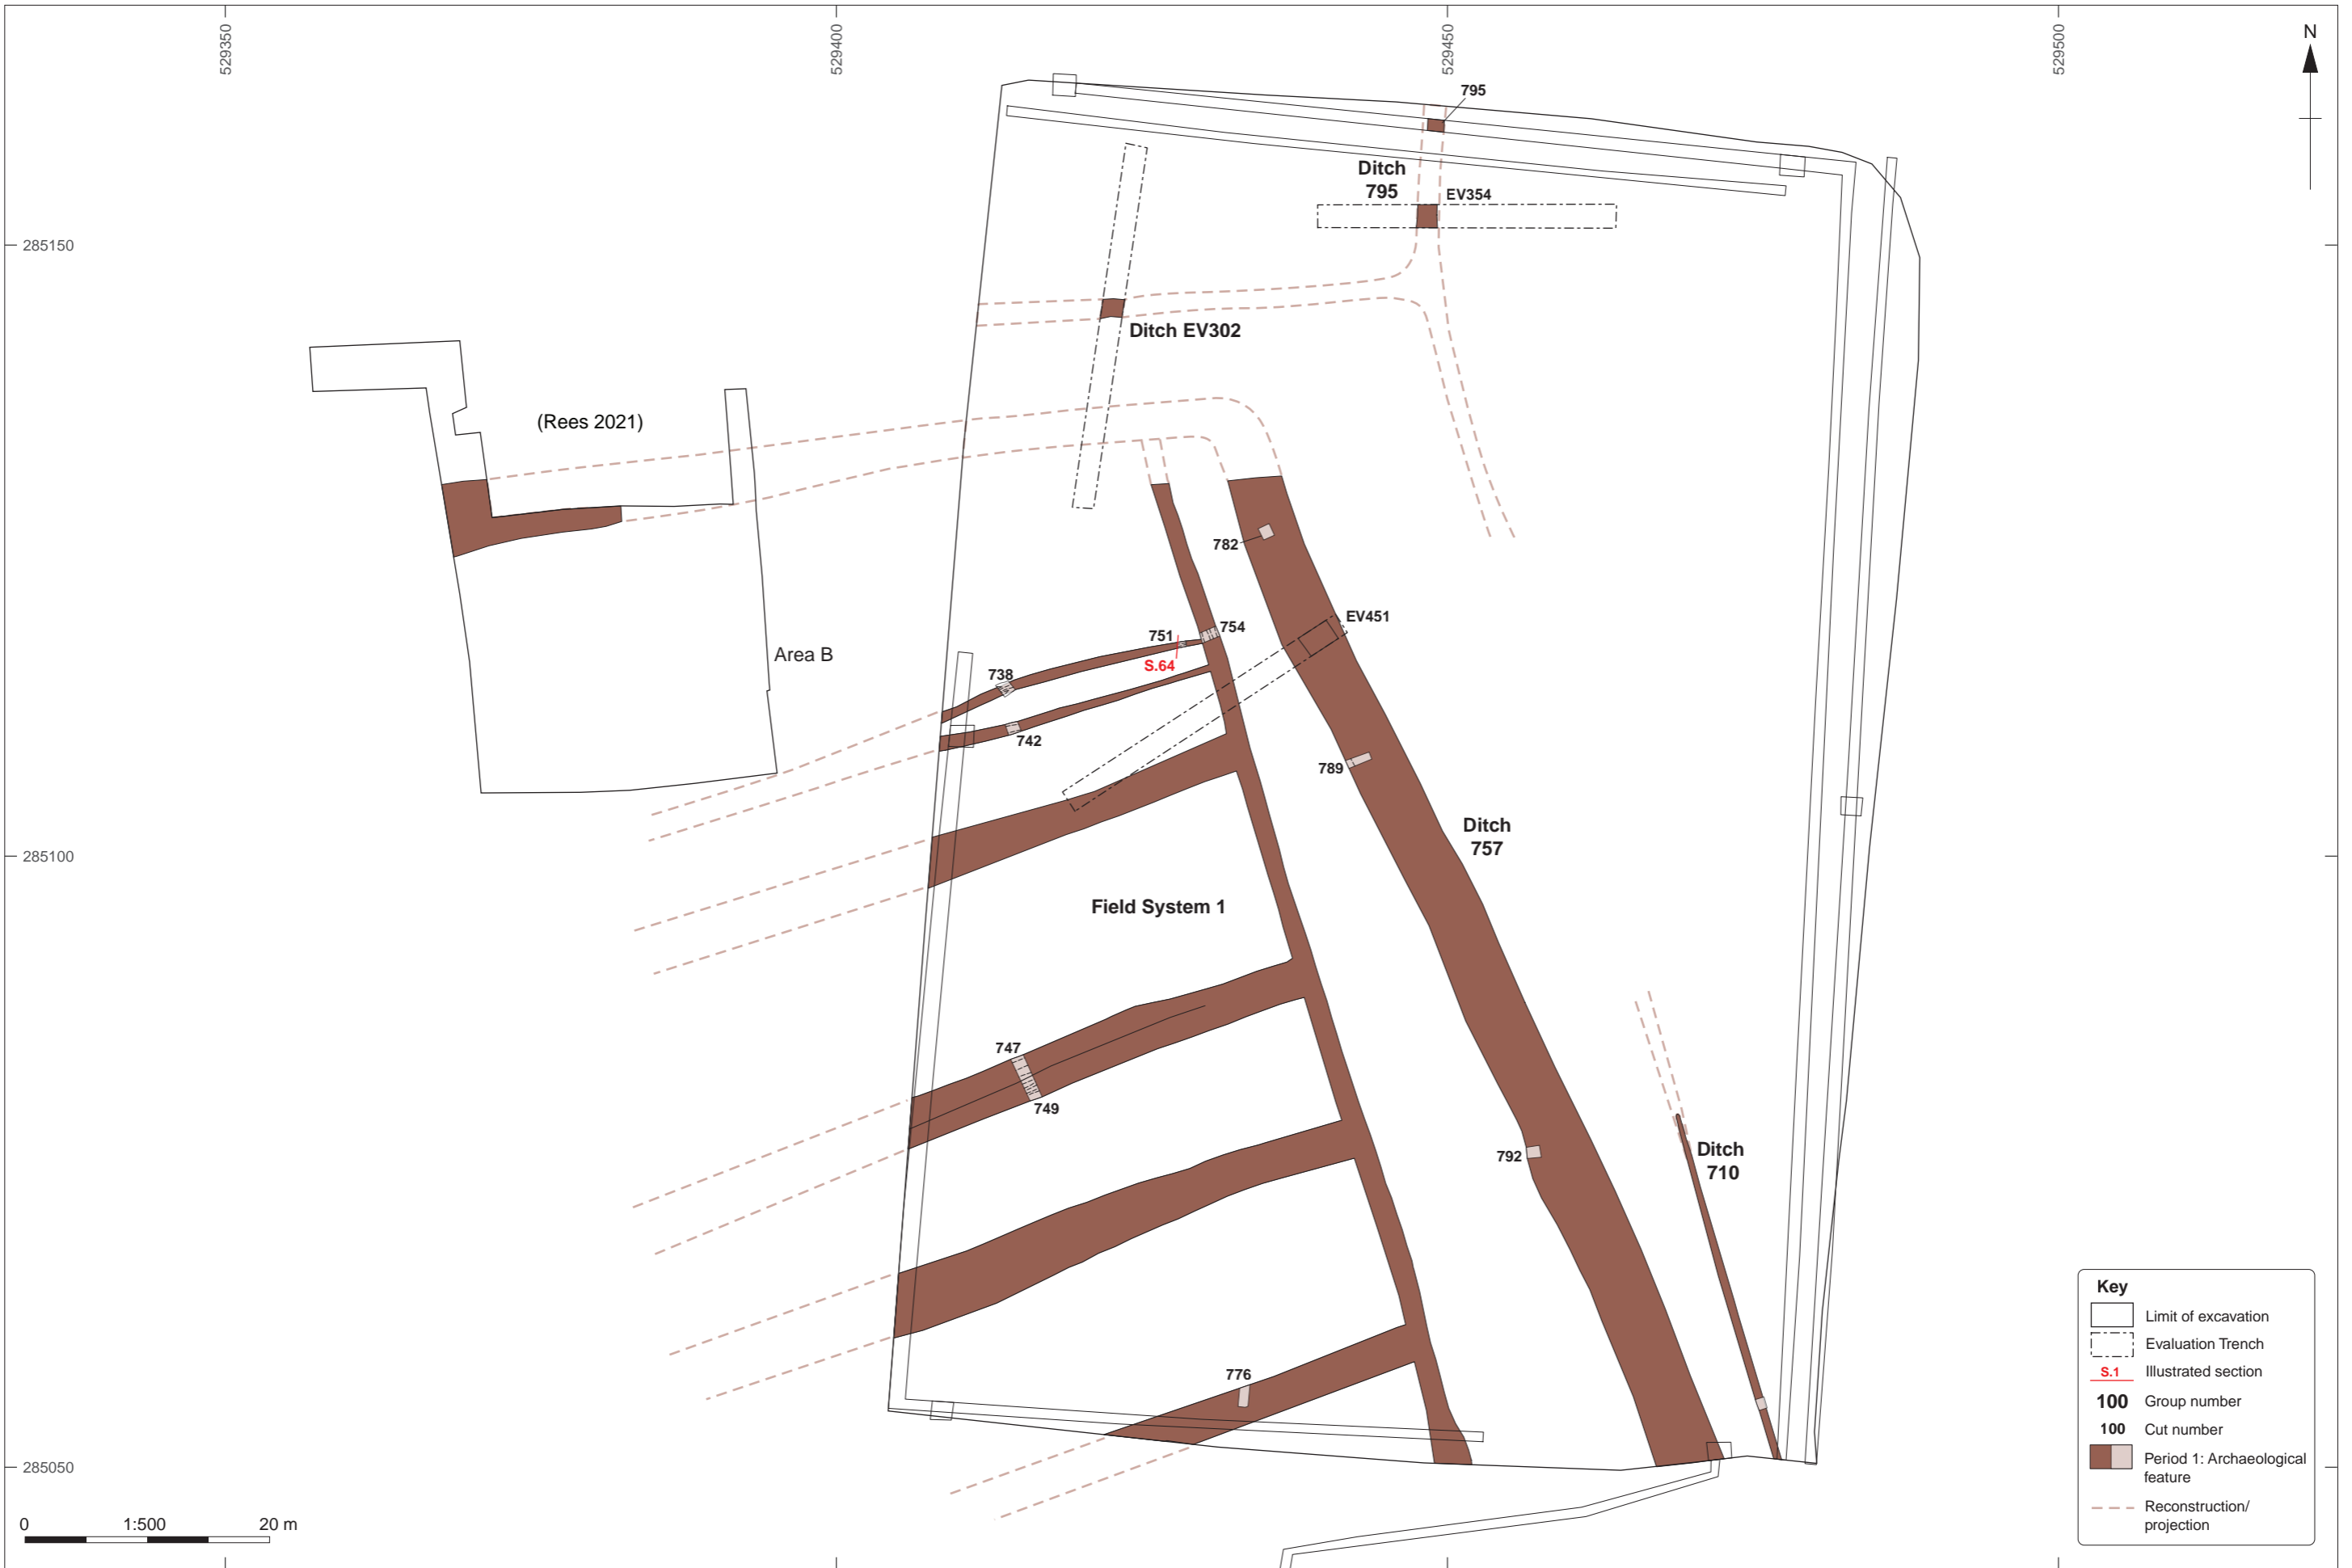 529350
529400
529450
529500
N
795
Ditch
795
EV354
285150
Ditch EV302
(Rees 2021)
782
EV451
751
754
S.64
Area B
738
742
789
Ditch
757
285100
Field System 1
747
749
Ditch
710
792
776
285050
0
1:500
20 m
Key
Limit of excavation
Evaluation Trench
S.1
Illustrated section
100
Group number
100
Cut number
Period 1: Archaeological
feature
Reconstruction/
projection